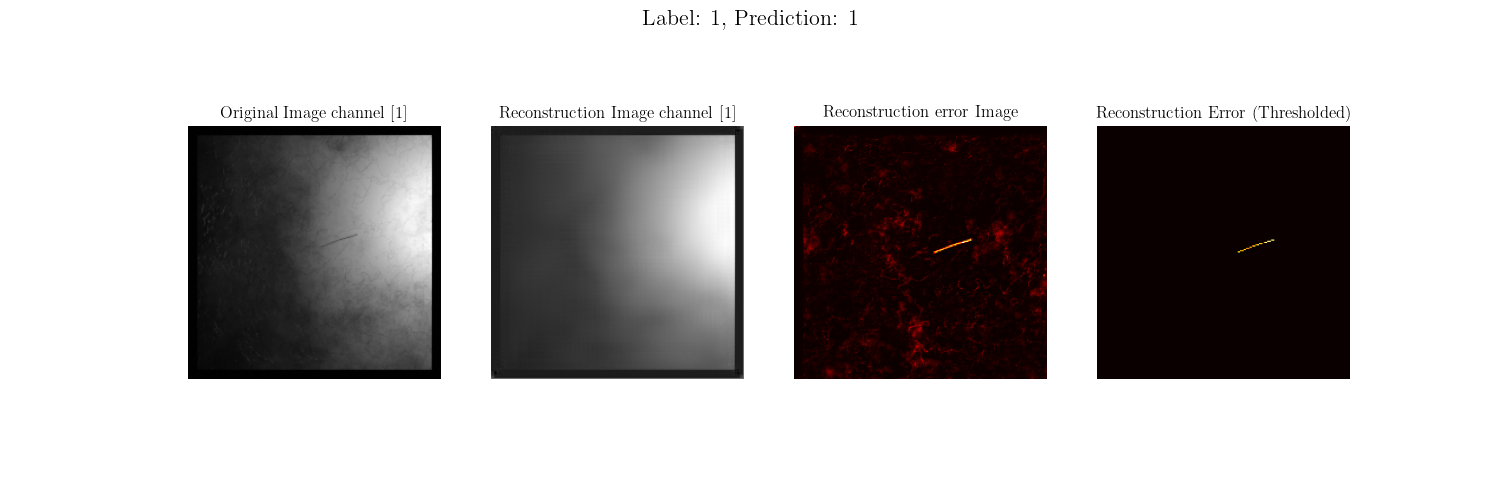 Label: 1, Prediction: 1
Original Image channel [1]
Reconstruction Image channel [1]
Reconstruction error Image
Reconstruction Error (Thresholded)